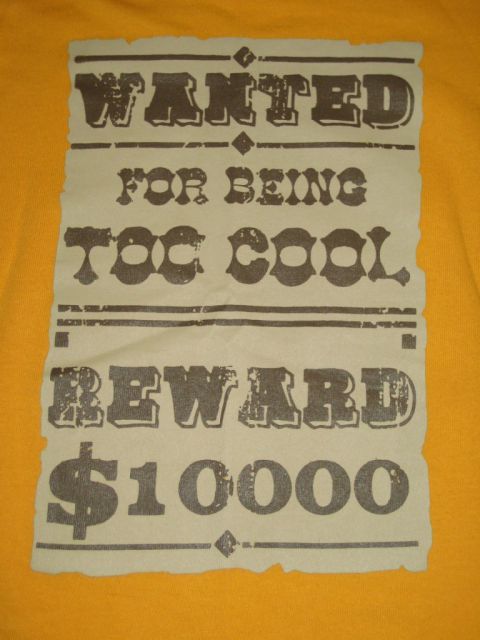 WANTED
FOR BEING
TOO COOL
REWARD
$10000